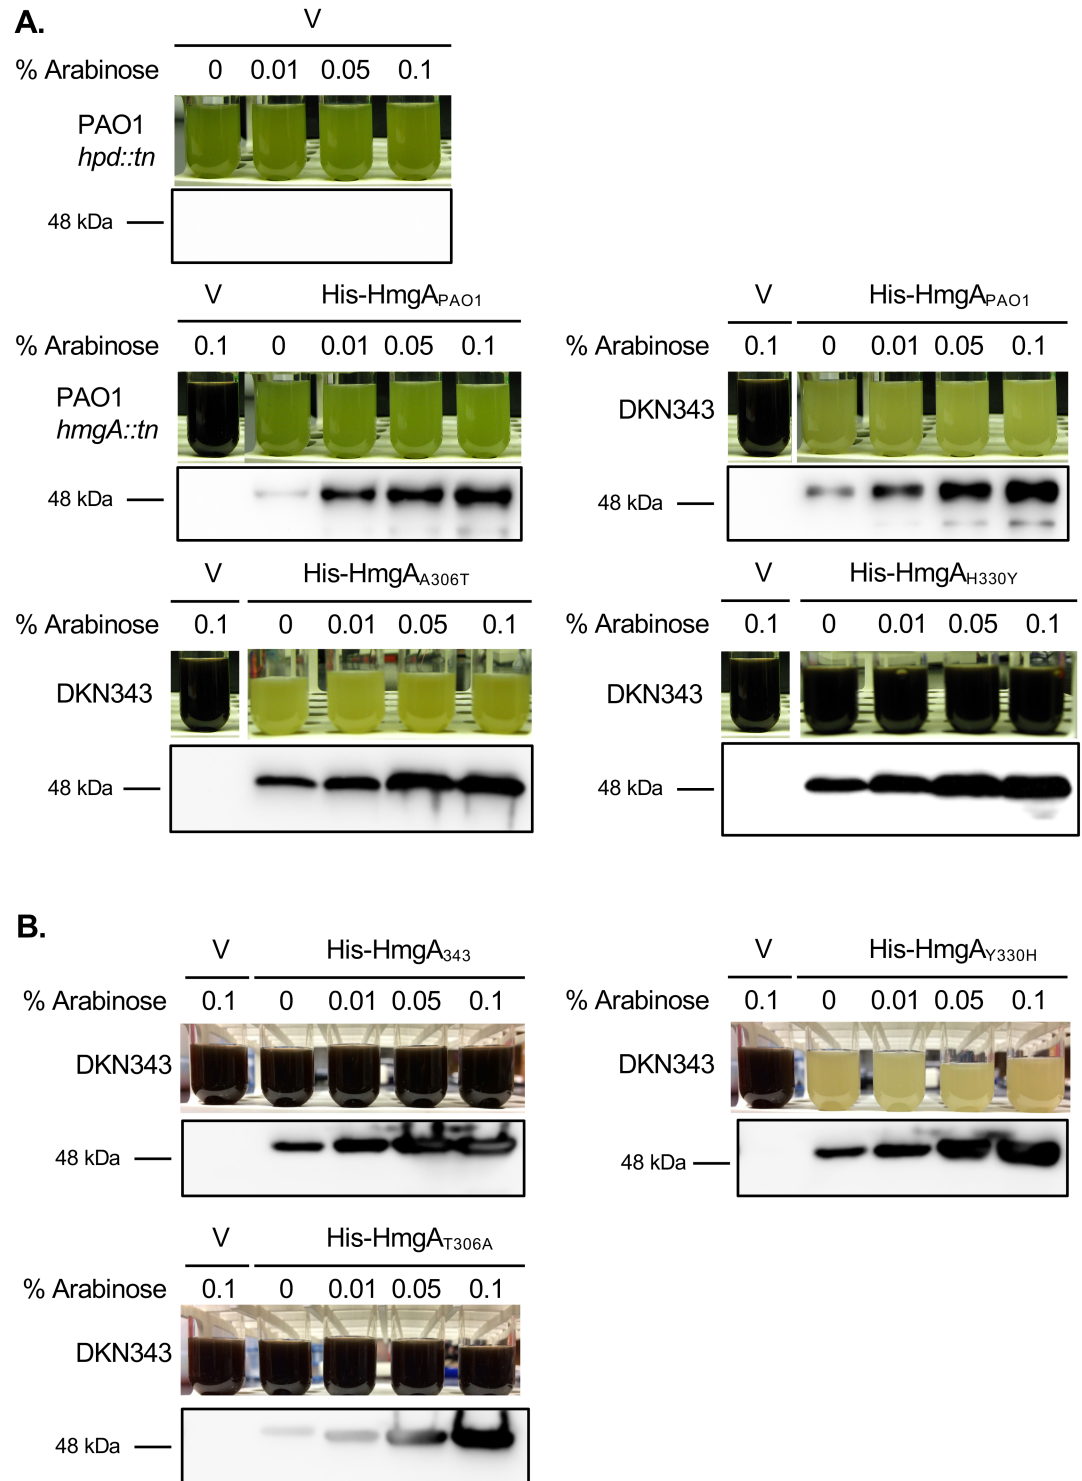 A.
V
% Arabinose 0 0.01 0.05 0.1
PAO1
hpd::tn
48 kDa
V His-HmgAPAO1
% Arabinose 0.1 0 0.01 0.05 0.1
PAO1
hmgA::tn
48 kDa
V His-HmgAPAO1
% Arabinose 0.1 0 0.01 0.05 0.1
DKN343
48 kDa
V His-HmgAA306T
% Arabinose 0.1 0 0.01 0.05 0.1
DKN343
48 kDa
V His-HmgAH330Y
% Arabinose 0.1 0 0.01 0.05 0.1
DKN343
48 kDa
B.
V His-HmgA343
% Arabinose 0.1 0 0.01 0.05 0.1
DKN343
48 kDa
V His-HmgAY330H
% Arabinose 0.1 0 0.01 0.05 0.1
DKN343
48 kDa
V His-HmgAT306A
% Arabinose 0.1 0 0.01 0.05 0.1
DKN343
48 kDa